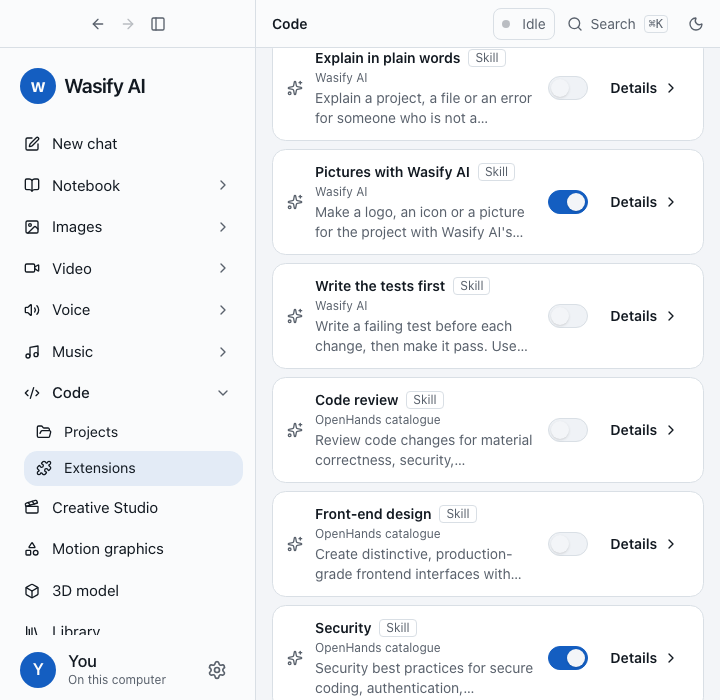 Code
Idle
Search ⌘K
W
Wasify AI
New chat
Notebook
Images
Video
Voice
Music
Code
Projects
Extensions
Creative Studio
Motion graphics
3D model
Library
Y
You
On this computer
Explain in plain words Skill
Wasify AI
Explain a project, a file or an error
for someone who is not a...
Details
Pictures with Wasify AI Skill
Wasify AI
Make a logo, an icon or a picture
for the project with Wasify AI's...
Details
Write the tests first Skill
Wasify AI
Write a failing test before each
change, then make it pass. Use...
Details
Code review Skill
OpenHands catalogue
Review code changes for material
correctness, security,...
Details
Front-end design Skill
OpenHands catalogue
Create distinctive, production-
grade frontend interfaces with...
Details
Security Skill
OpenHands catalogue
Security best practices for secure
coding, authentication,...
Details